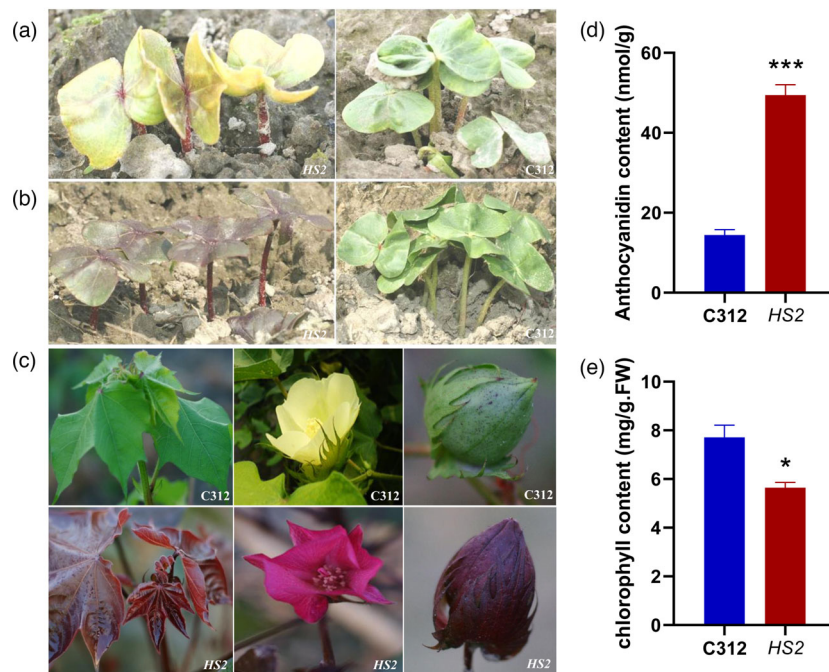 (a)
HS2
C312
(b)
HS2
C312
(c)
C312
C312
C312
HS2
HS2
HS2
(d)
Anthocyanidin content (nmol/g)
60
40
20
0
***
C312
HS2
(e)
chlorophyll content (mg/g.FW)
10
8
6
4
2
0
*
C312
HS2